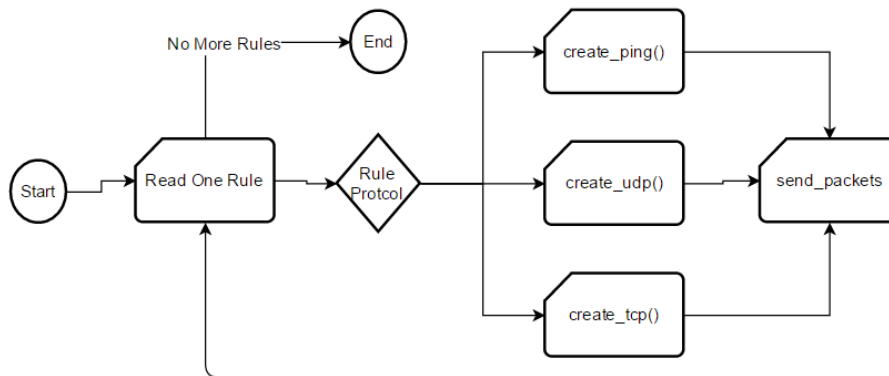 No More Rules
End
create_ping()
Start
Read One Rule
Rule
Protcol
create_udp()
send_packets
create_tcp()